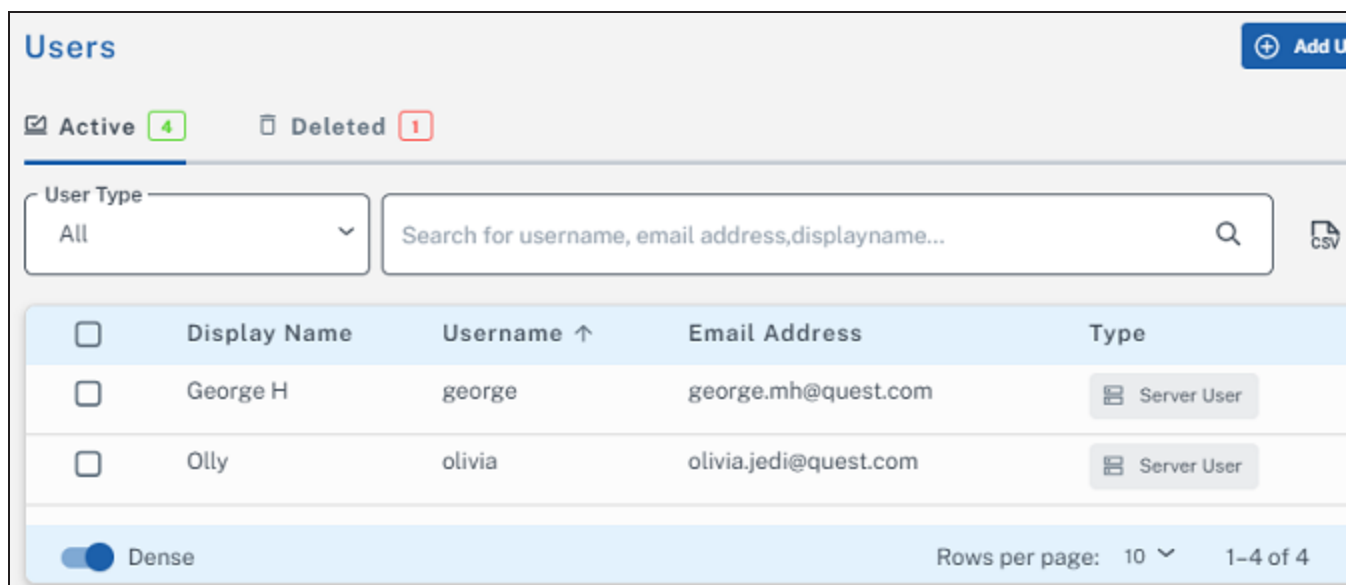 Users
Add U
Active 4 Deleted 1
User Type
All
Search for username, email address,displayname...
CSV
Display Name Username ↑ Email Address Type
George H george george.mh@quest.com Server User
Olly olivia olivia.jedi@quest.com Server User
Dense Rows per page: 10 1–4 of 4